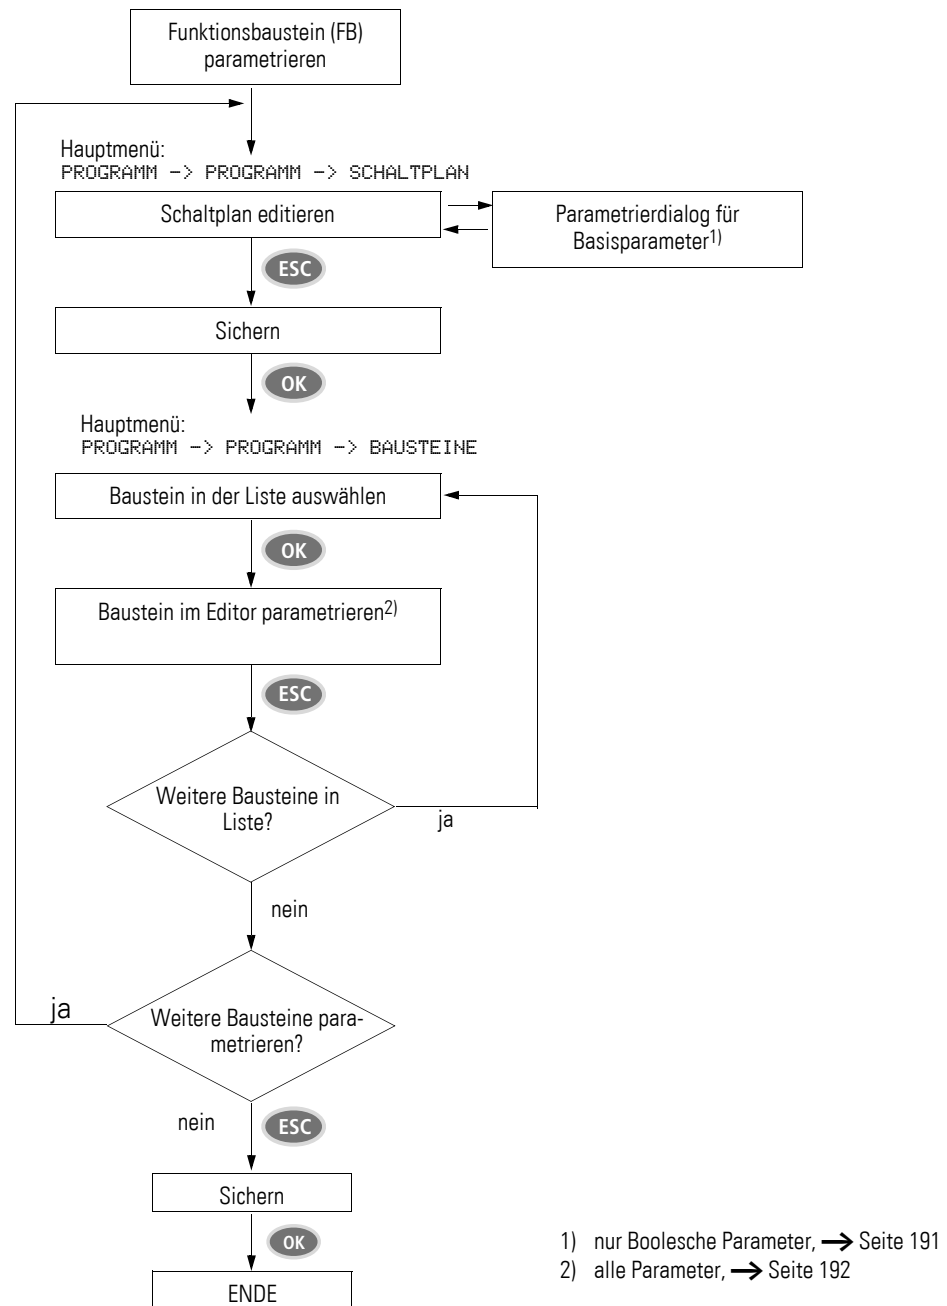 Funktionsbaustein (FB)
parametrieren
Hauptmenü:
PROGRAMM -> PROGRAMM -> SCHALTPLAN
Schaltplan editieren
Parametrierdialog für
Basisparameter1)
ESC
Sichern
OK
Hauptmenü:
PROGRAMM -> PROGRAMM -> BAUSTEINE
Baustein in der Liste auswählen
OK
Baustein im Editor parametrieren2)
ESC
Weitere Bausteine in
Liste?
ja
nein
ja
Weitere Bausteine para-
metrieren?
nein
ESC
Sichern
OK
ENDE
1) nur Boolesche Parameter, → Seite 191
2) alle Parameter, → Seite 192